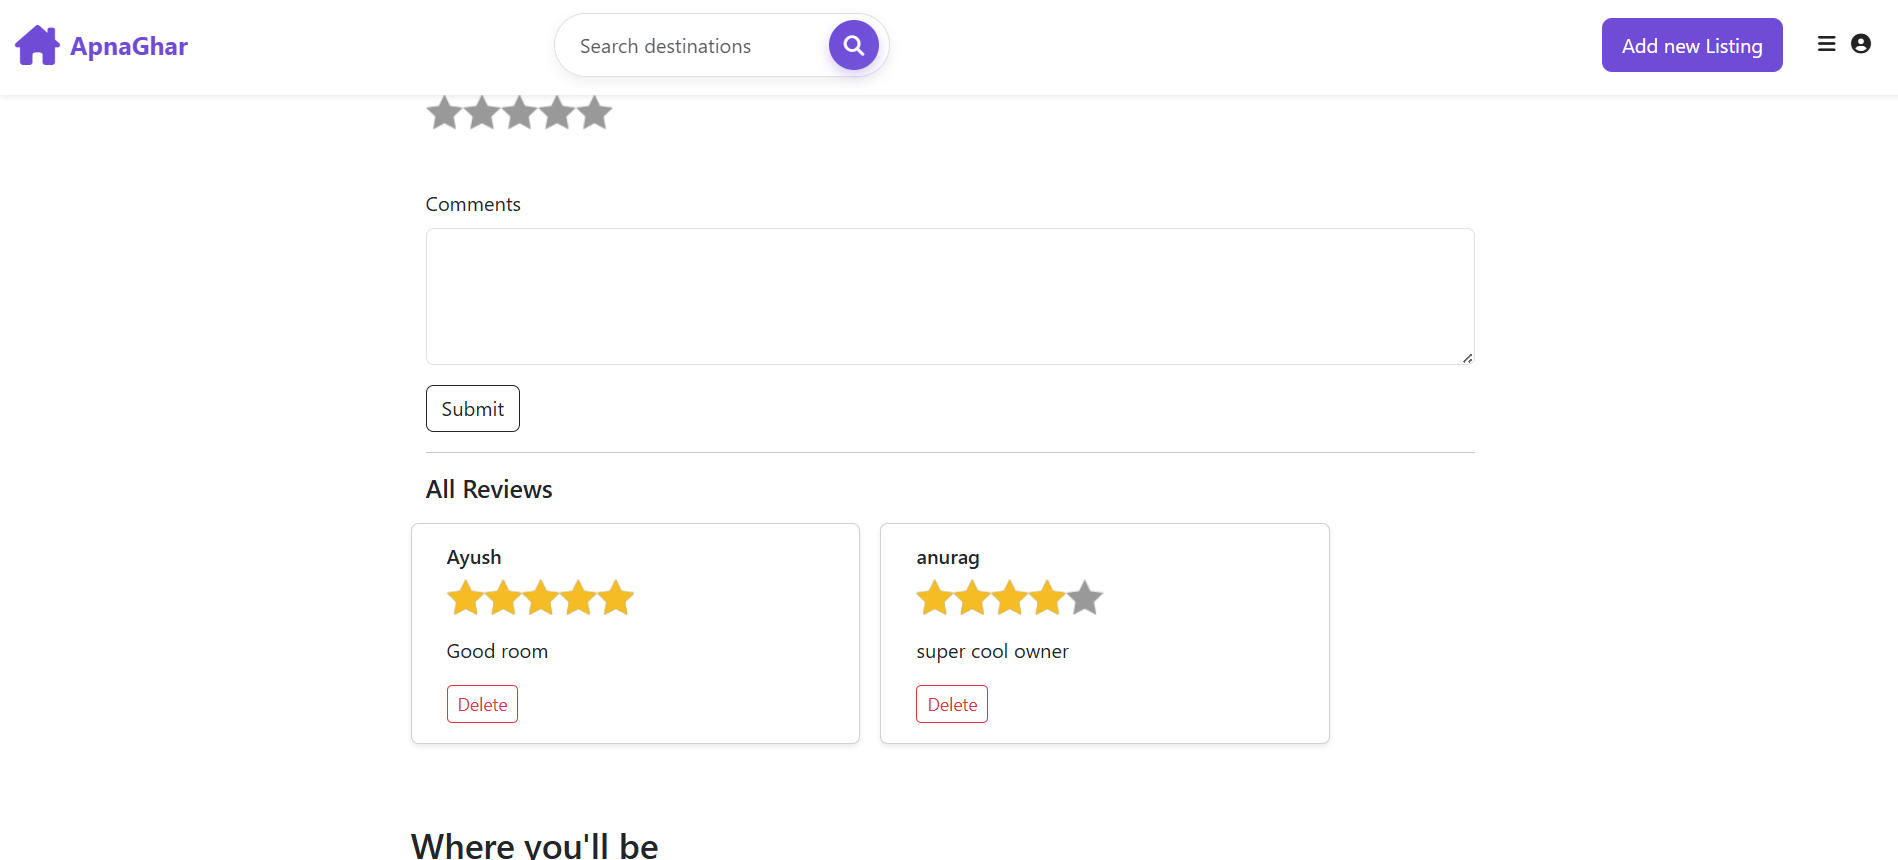 ApnaGhar
Search destinations
Add new Listing
Comments
Submit
All Reviews
Ayush
Good room
Delete
anurag
super cool owner
Delete
Where you'll be